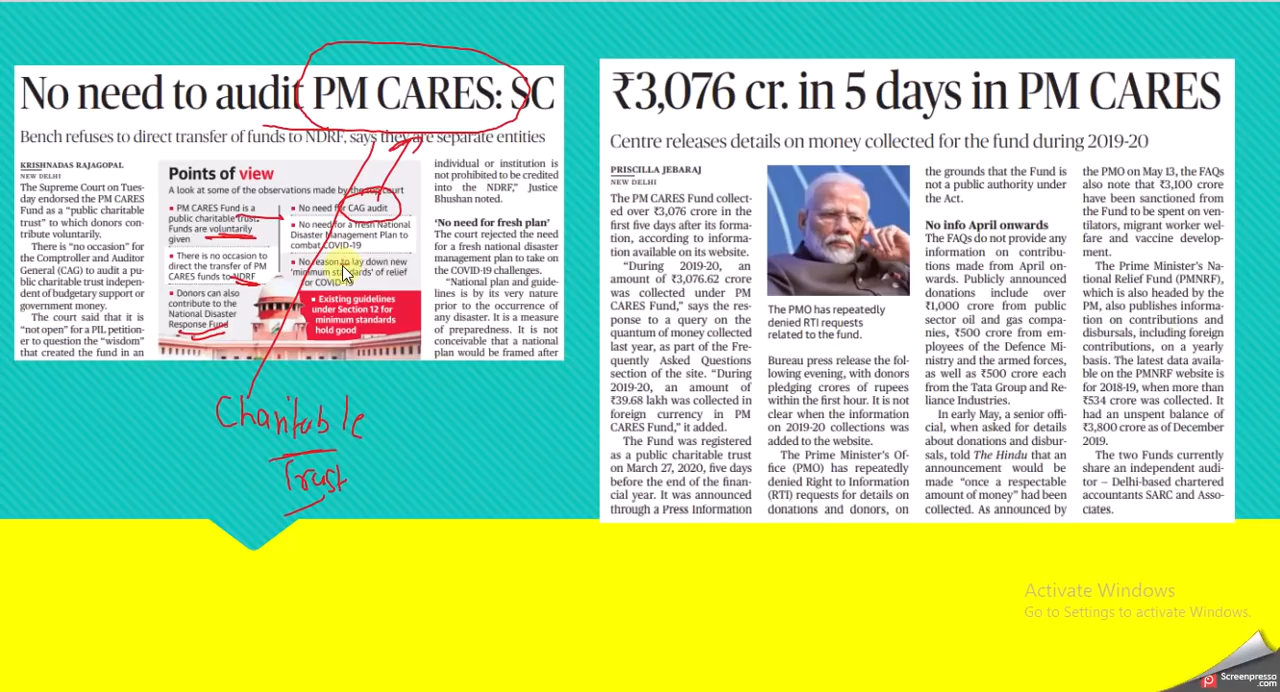 No need to audit PM CARES: SC
Bench refuses to direct transfer of funds to NDRF, says they are separate entities
KRISHNADAS RAJAGOPAL
NEW DELHI
The Supreme Court on Tues-
day endorsed the PM CARES
Fund as a “public charitable
trust” to which donors con-
tribute voluntarily.
There is “no occasion” for
the Comptroller and Auditor
General (CAG) to audit a pu-
blic charitable trust indepen-
dent of budgetary support or
government money.
The court said that it is
“not open” for a PIL petition-
er to question the “wisdom”
that created the fund in an
Points of view
A look at some of the observations made by the top court
PM CARES Fund is a
public charitable trust.
Funds are voluntarily
given
There is no occasion to
direct the transfer of PM
CARES funds to NDRF
Donors can also
contribute to the
National Disaster
Response Fund
No need for CAG audit
No need for a fresh National
Disaster Management Plan to
combat COVID-19
No reason to lay down new
'minimum standards' of relief
for COVID-19
Existing guidelines
under Section 12 for
minimum standards
hold good
individual or institution is
not prohibited to be credited
into the NDRF,” Justice
Bhushan noted.
‘No need for fresh plan’
The court rejected the need
for a fresh national disaster
management plan to take on
the COVID-19 challenges.
“National plan and guide-
lines is by its very nature
prior to the occurrence of
any disaster. It is a measure
of preparedness. It is not
conceivable that a national
plan would be framed after
Charitable
Trust
₹3,076 cr. in 5 days in PM CARES
Centre releases details on money collected for the fund during 2019-20
PRISCILLA JEBARAJ
NEW DELHI
The PM CARES Fund collect-
ed over ₹3,076 crore in the
first five days after its forma-
tion, according to informa-
tion available on its website.
“During 2019-20, an
amount of ₹3,076.62 crore
was collected under PM
CARES Fund,” says the res-
ponse to a query on the
quantum of money collected
last year, as part of the Fre-
quently Asked Questions
section of the site. “During
2019-20, an amount of
₹39.68 lakh was collected in
foreign currency in PM
CARES Fund,” it added.
The Fund was registered
as a public charitable trust
on March 27, 2020, five days
before the end of the finan-
cial year. It was announced
through a Press Information
The PMO has repeatedly
denied RTI requests
related to the fund.
Bureau press release the fol-
lowing evening, with donors
pledging crores of rupees
within the first hour. It is not
clear when the information
on 2019-20 collections was
added to the website.
The Prime Minister’s Of-
fice (PMO) has repeatedly
denied Right to Information
(RTI) requests for details on
donations and donors, on
the grounds that the Fund is
not a public authority under
the Act.
No info April onwards
The FAQs do not provide any
information on contribu-
tions made from April on-
wards. Publicly announced
donations include over
₹1,000 crore from public
sector oil and gas compa-
nies, ₹500 crore from em-
ployees of the Defence Mi-
nistry and the armed forces,
as well as ₹500 crore each
from the Tata Group and Re-
liance Industries.
In early May, a senior offi-
cial, when asked for details
about donations and disbur-
sals, told The Hindu that an
announcement would be
made “once a respectable
amount of money” had been
collected. As announced by
the PMO on May 13, the FAQs
also note that ₹3,100 crore
have been sanctioned from
the Fund to be spent on ven-
tilators, migrant worker wel-
fare and vaccine develop-
ment.
The Prime Minister’s Na-
tional Relief Fund (PMNRF),
which is also headed by the
PM, also publishes informa-
tion on contributions and
disbursals, including foreign
contributions, on a yearly
basis. The latest data availa-
ble on the PMNRF website is
for 2018-19, when more than
₹534 crore was collected. It
had an unspent balance of
₹3,800 crore as of December
2019.
The two Funds currently
share an independent audi-
tor – Delhi-based chartered
accountants SARC and Asso-
ciates.
Activate Windows
Go to Settings to activate Windows.
Screenpresso
.com